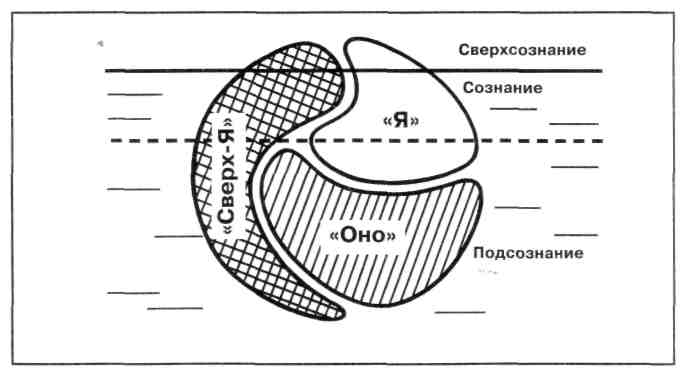 Сверхсознание
Сознание
«Я»
«Сверх-Я»
«Оно»
Подсознание